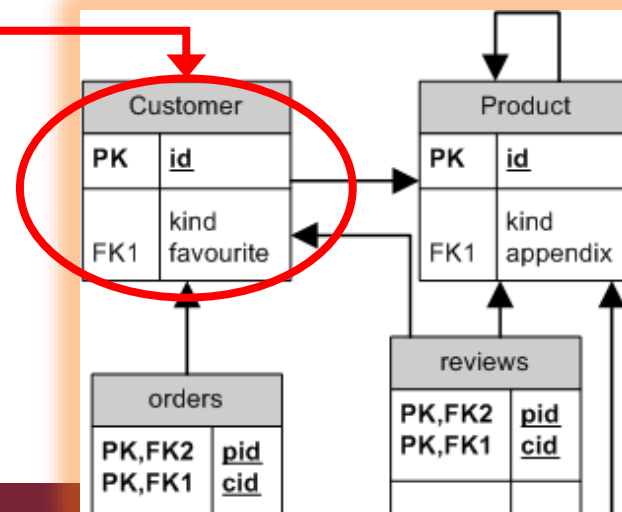 Customer
PK id
kind
FK1 favourite
Product
PK id
kind
FK1 appendix
orders
PK,FK2 pid
PK,FK1 cid
reviews
PK,FK2 pid
PK,FK1 cid